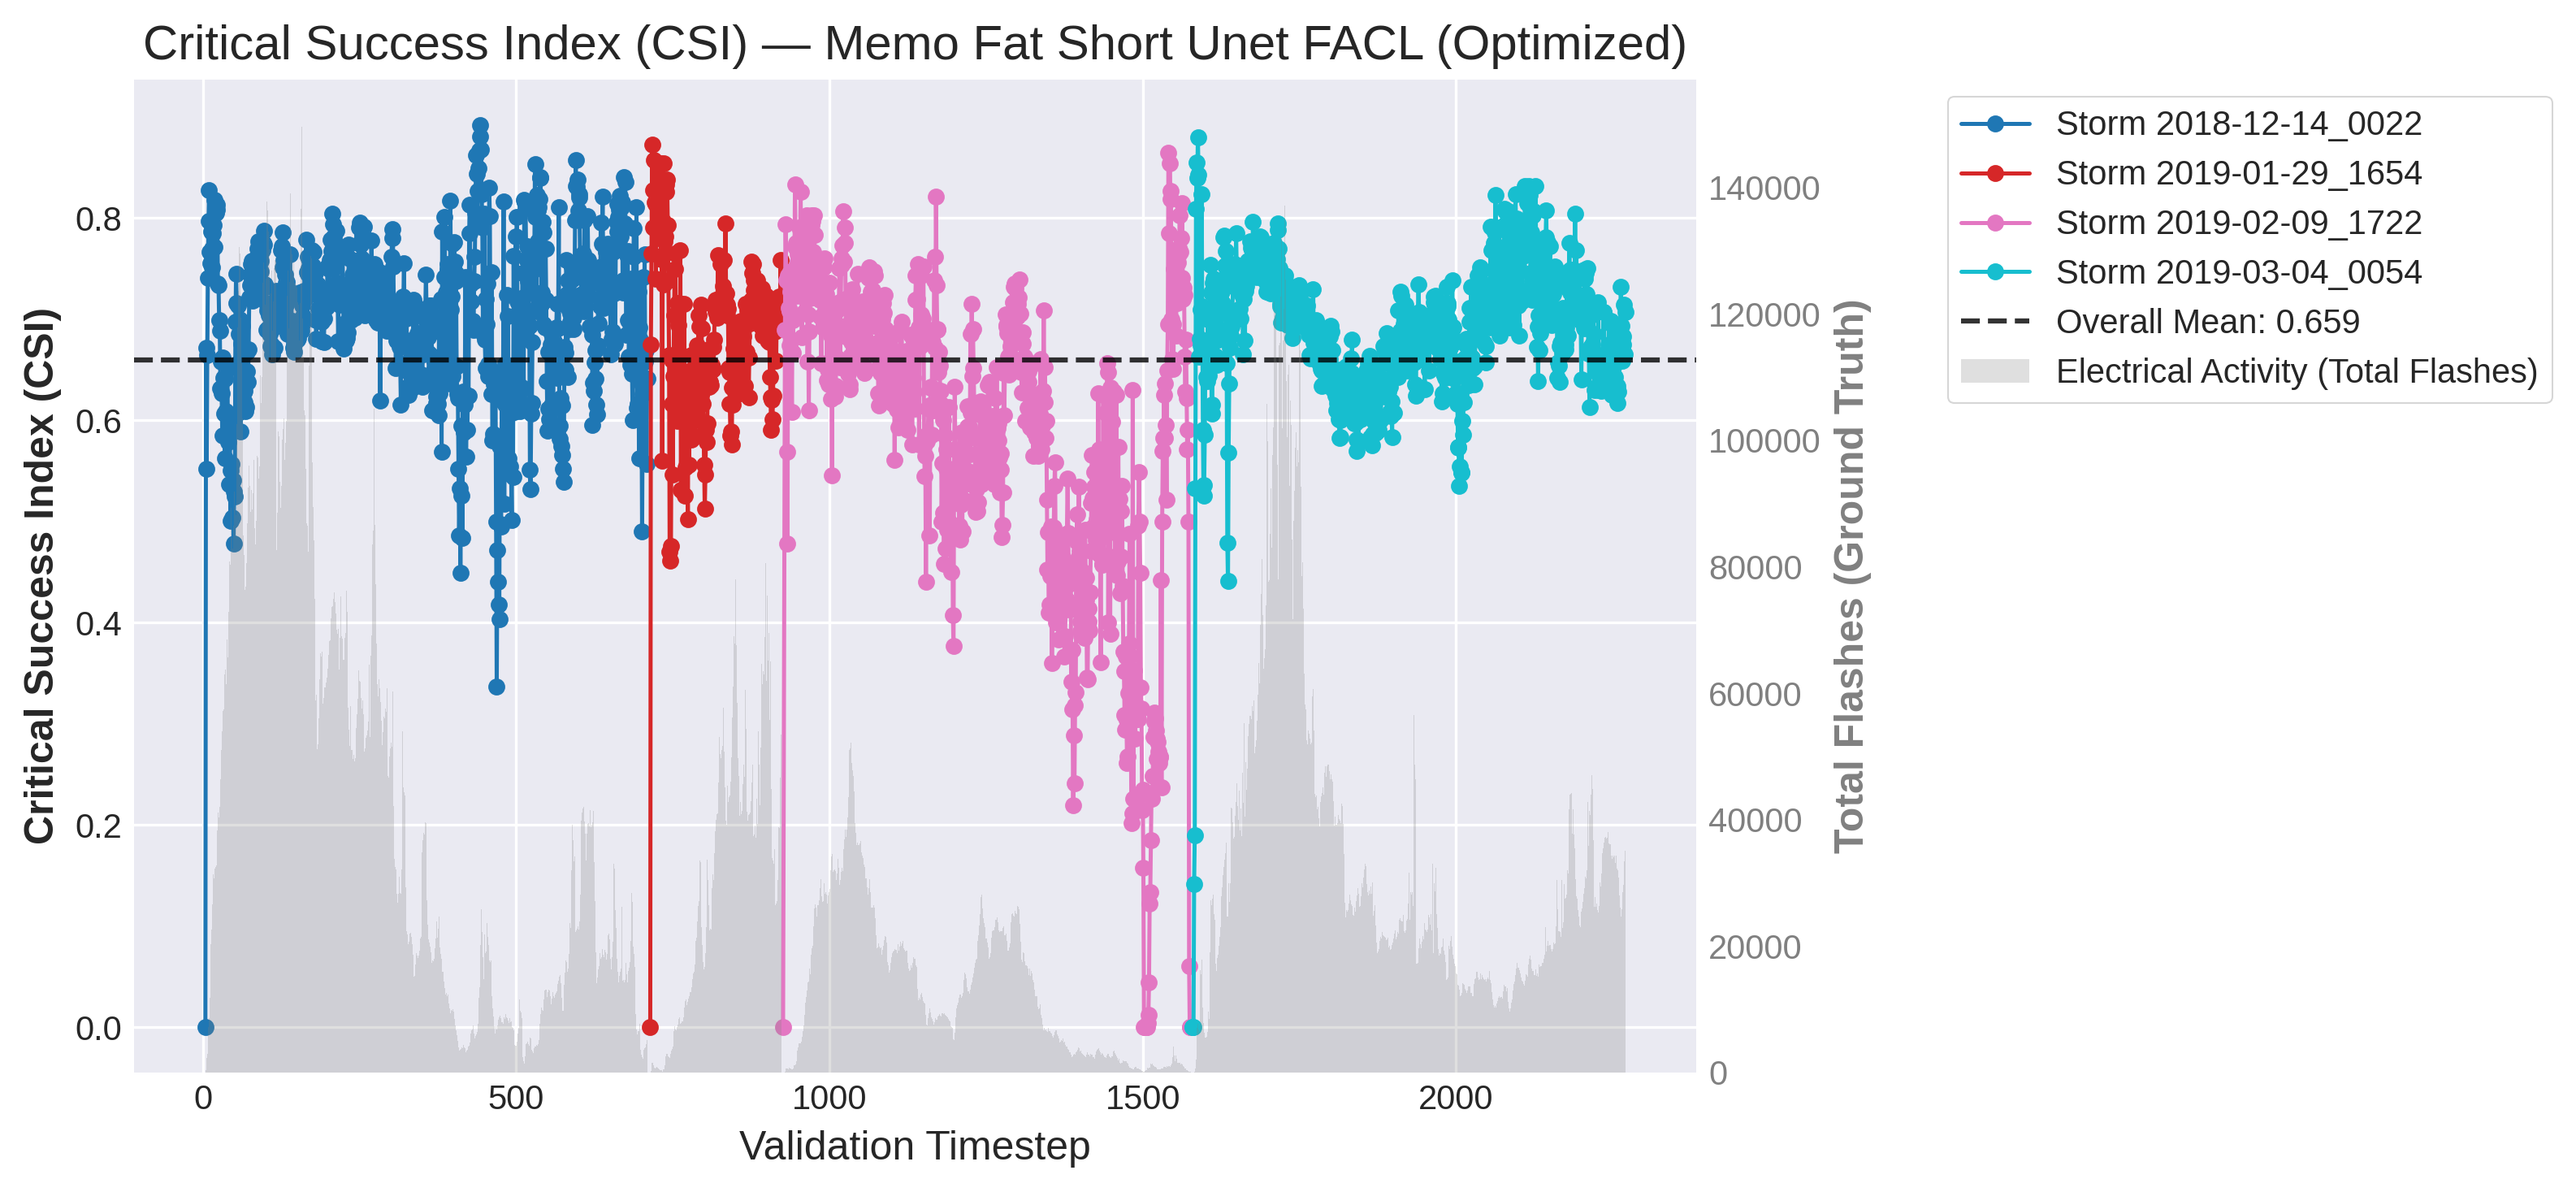 Critical Success Index (CSI) — Memo Fat Short Unet FACL (Optimized)
Critical Success Index (CSI)
0.8
0.6
0.4
0.2
0.0
0
500
1000
1500
2000
Validation Timestep
140000
120000
100000
80000
60000
40000
20000
0
Total Flashes (Ground Truth)
Storm 2018-12-14_0022
Storm 2019-01-29_1654
Storm 2019-02-09_1722
Storm 2019-03-04_0054
Overall Mean: 0.659
Electrical Activity (Total Flashes)